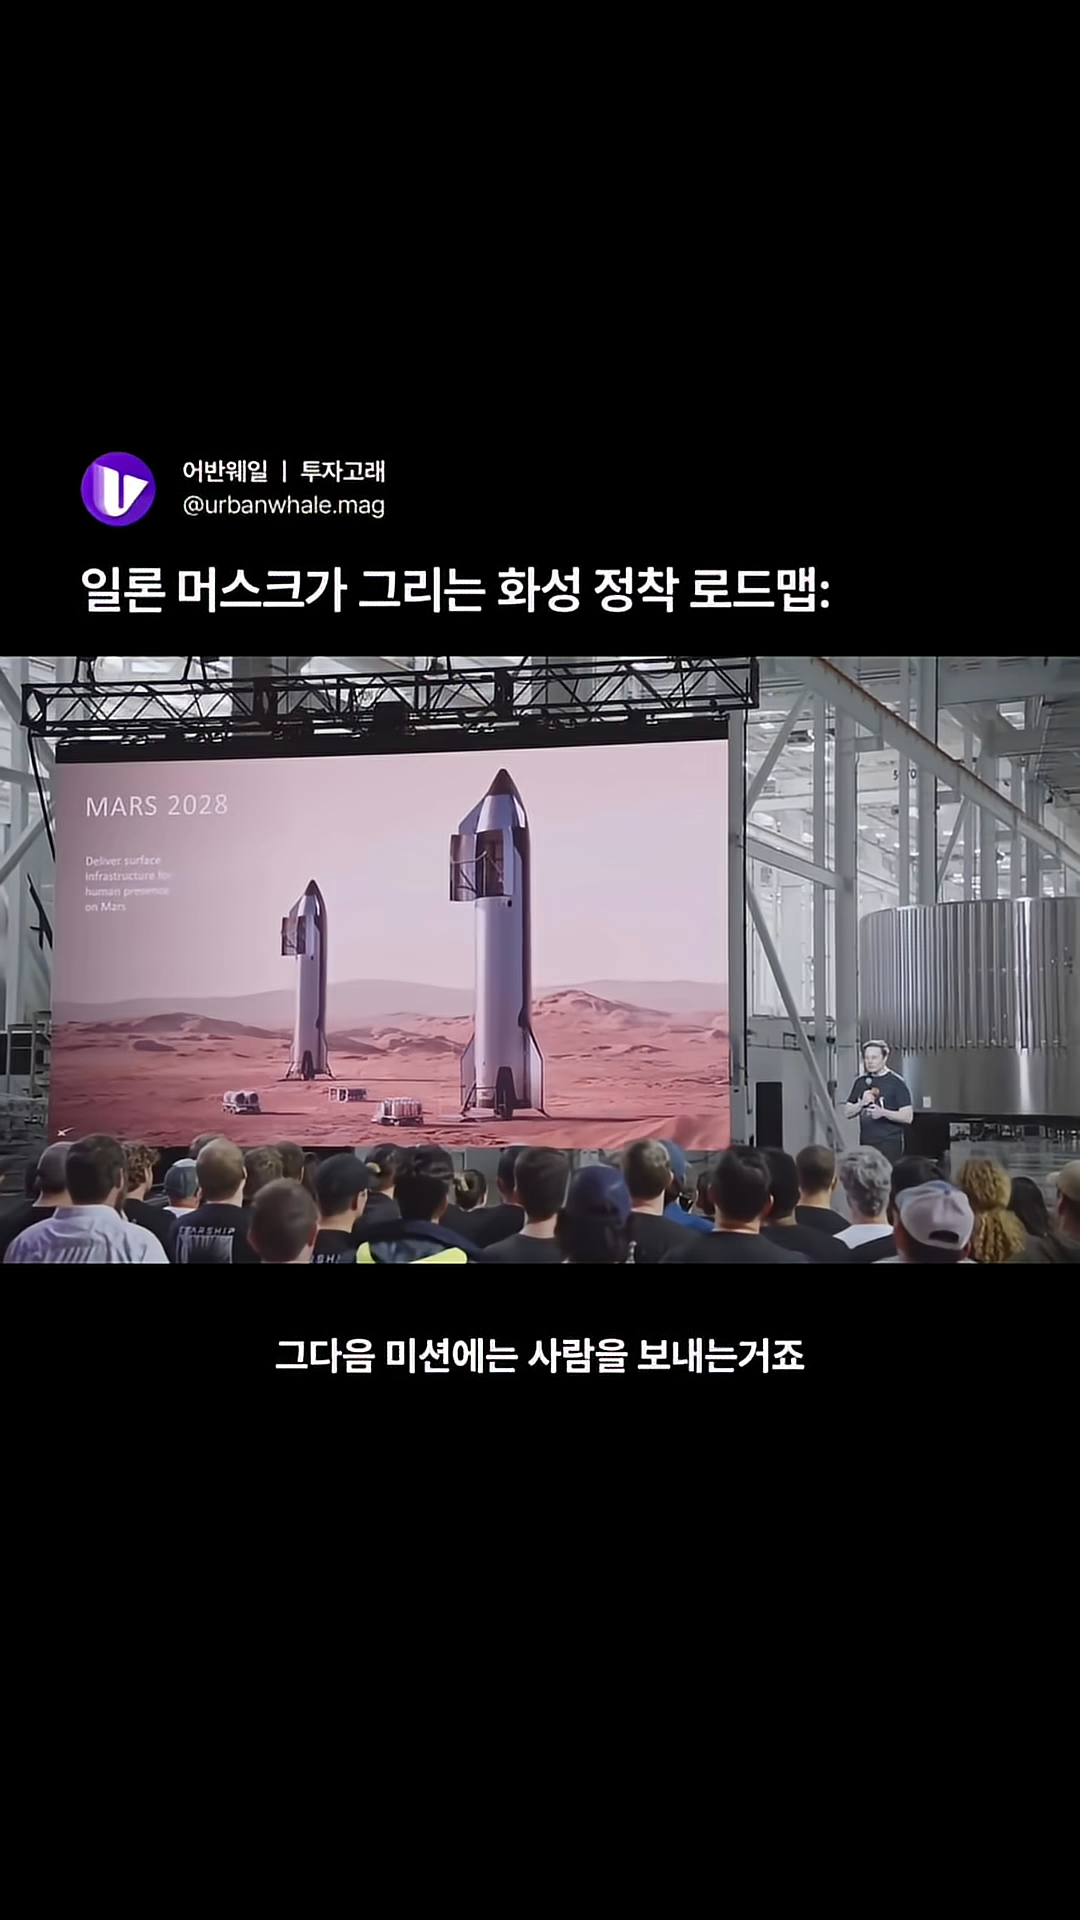 어반웨일 | 투자고래
@urbanwhale.mag
일론 머스크가 그리는 화성 정착 로드맵:
MARS 2028
Deliver surface
infrastructure for
human presence
on Mars
STARSHIP
그다음 미션에는 사람을 보내는거죠